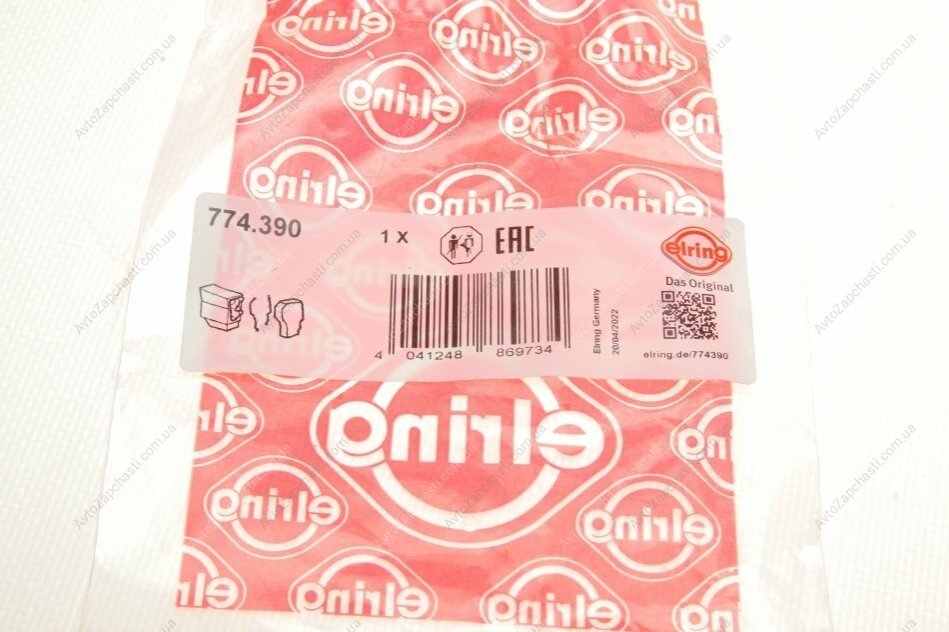 774.390
1 X
EAC
elring
Das Original
4 041248 869734
Elring Germany
20/04/2022
elring.de/774390
elring
AvtoZapchasti.com.ua